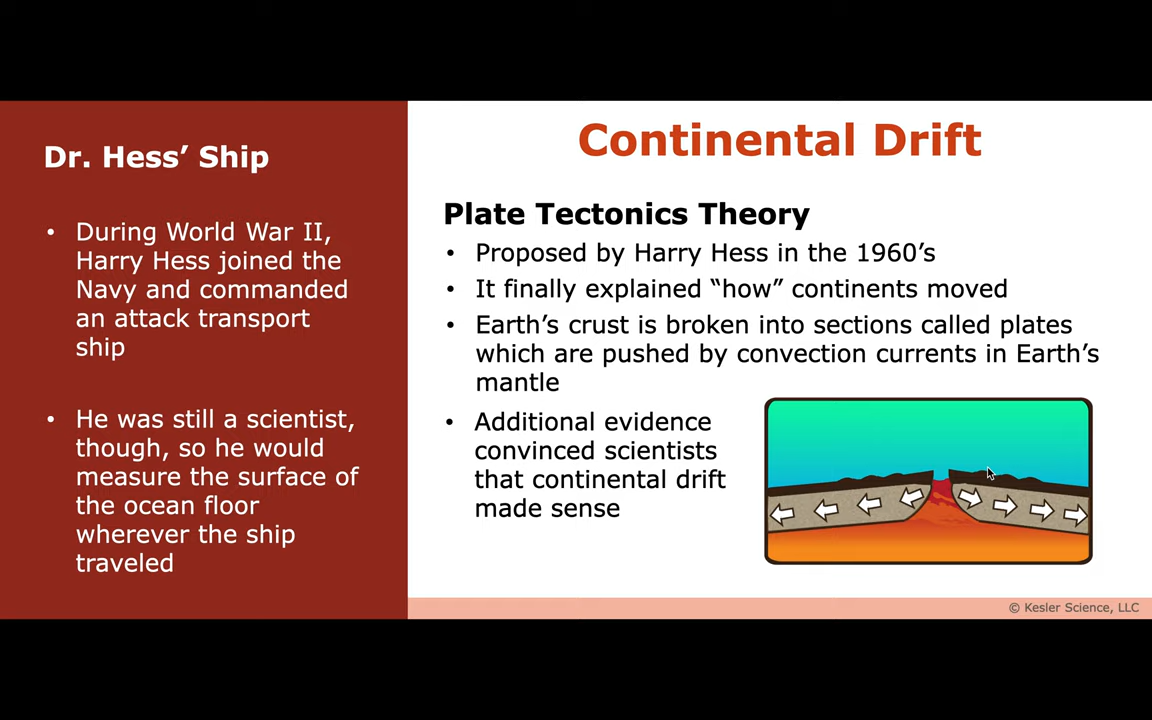 Dr. Hess’ Ship
• During World War II,
Harry Hess joined the
Navy and commanded
an attack transport
ship
• He was still a scientist,
though, so he would
measure the surface of
the ocean floor
wherever the ship
traveled
Continental Drift
Plate Tectonics Theory
• Proposed by Harry Hess in the 1960’s
• It finally explained “how” continents moved
• Earth’s crust is broken into sections called plates
which are pushed by convection currents in Earth’s
mantle
• Additional evidence
convinced scientists
that continental drift
made sense
© Kesler Science, LLC